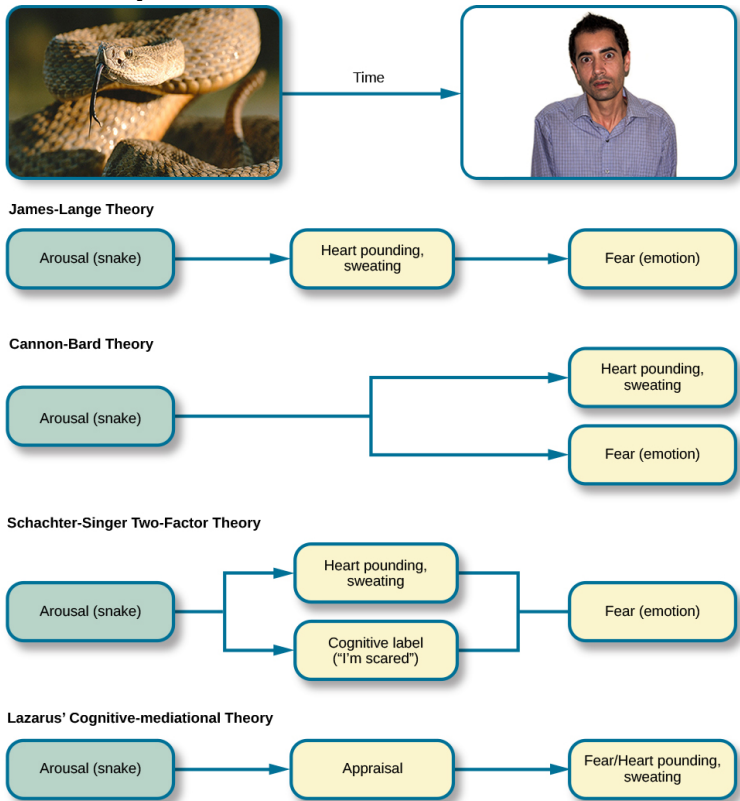 Time
James-Lange Theory
Arousal (snake)
Heart pounding,
sweating
Fear (emotion)
Cannon-Bard Theory
Arousal (snake)
Heart pounding,
sweating
Fear (emotion)
Schachter-Singer Two-Factor Theory
Arousal (snake)
Heart pounding,
sweating
Cognitive label
(“I’m scared”)
Fear (emotion)
Lazarus’ Cognitive-mediational Theory
Arousal (snake)
Appraisal
Fear/Heart pounding,
sweating